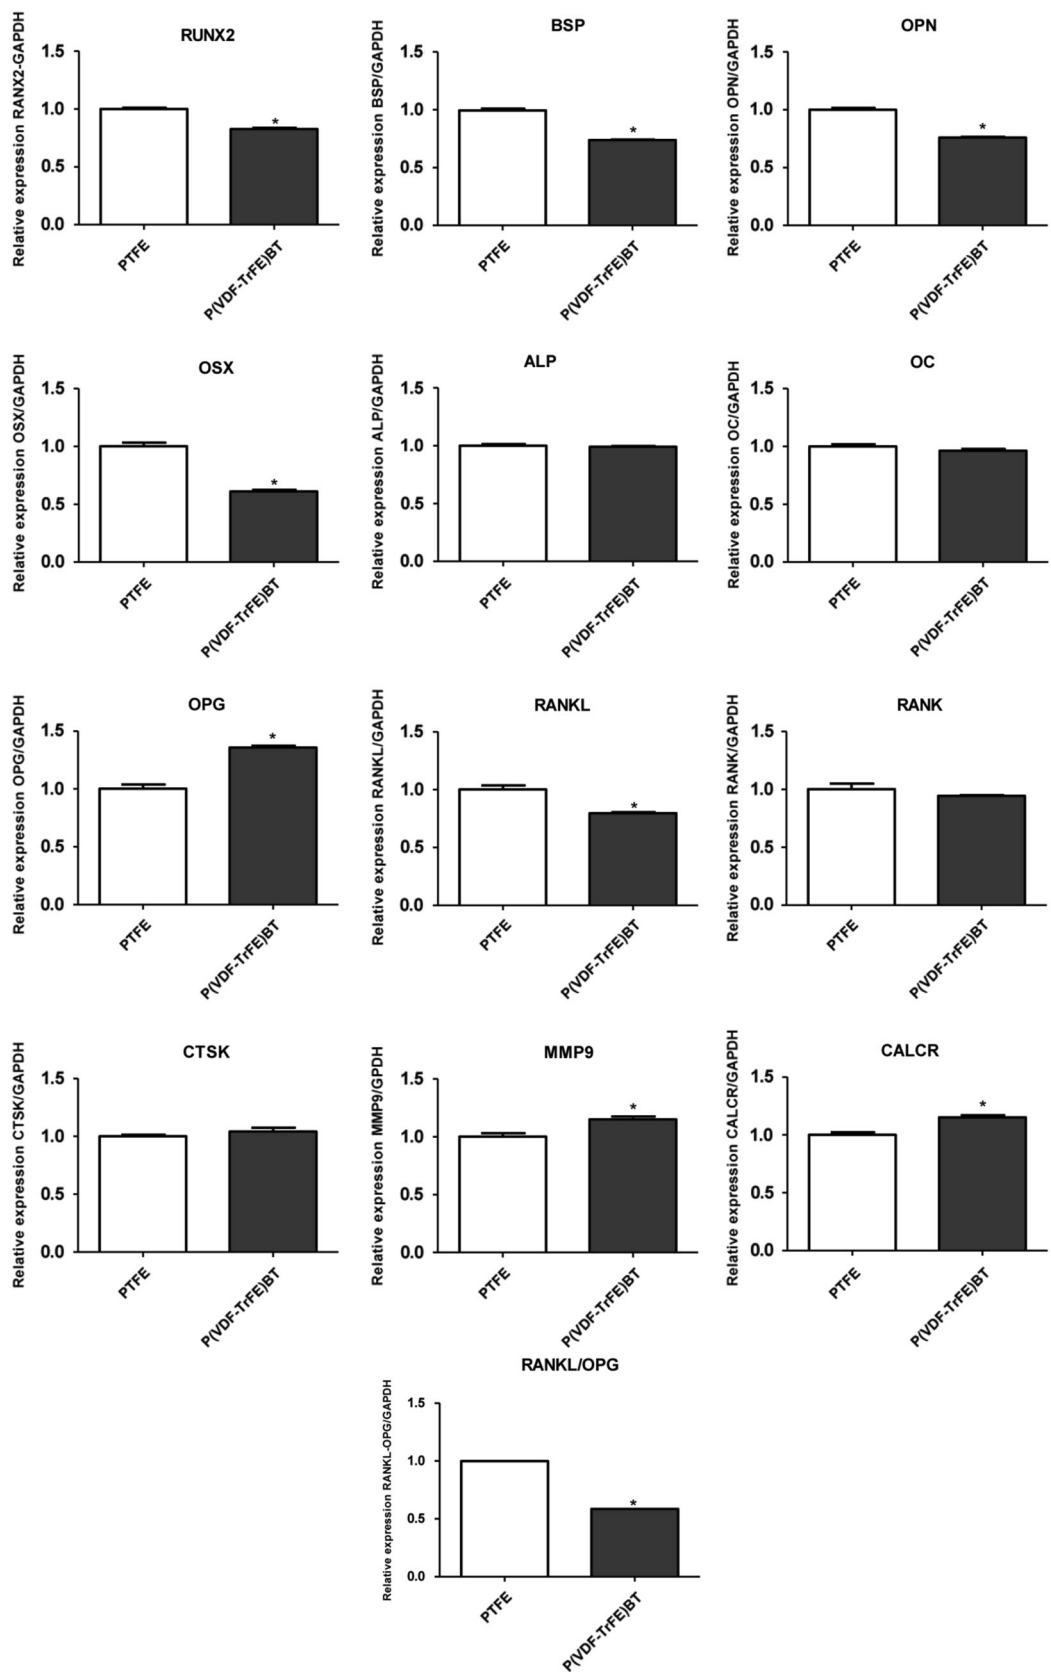 RUNX2
Relative expression RANX2-GAPDH
1.5
1.0
0.5
0.0
*
PTFE
P(VDF-TrFE)BT
BSP
Relative expression BSP/GAPDH
1.5
1.0
0.5
0.0
*
PTFE
P(VDF-TrFE)BT
OPN
Relative expression OPN/GAPDH
1.5
1.0
0.5
0.0
*
PTFE
P(VDF-TrFE)BT
OSX
Relative expression OSX/GAPDH
1.5
1.0
0.5
0.0
*
PTFE
P(VDF-TrFE)BT
ALP
Relative expression ALP/GAPDH
1.5
1.0
0.5
0.0
PTFE
P(VDF-TrFE)BT
OC
Relative expression OC/GAPDH
1.5
1.0
0.5
0.0
PTFE
P(VDF-TrFE)BT
OPG
Relative expression OPG/GAPDH
1.5
1.0
0.5
0.0
*
PTFE
P(VDF-TrFE)BT
RANKL
Relative expression RANKL/GAPDH
1.5
1.0
0.5
0.0
*
PTFE
P(VDF-TrFE)BT
RANK
Relative expression RANK/GAPDH
1.5
1.0
0.5
0.0
PTFE
P(VDF-TrFE)BT
CTSK
Relative expression CTSK/GAPDH
1.5
1.0
0.5
0.0
PTFE
P(VDF-TrFE)BT
MMP9
Relative expression MMP9/GPDH
1.5
1.0
0.5
0.0
*
PTFE
P(VDF-TrFE)BT
CALCR
Relative expression CALCR/GAPDH
1.5
1.0
0.5
0.0
*
PTFE
P(VDF-TrFE)BT
RANKL/OPG
Relative expression RANKL-OPG/GAPDH
1.5
1.0
0.5
0.0
*
PTFE
P(VDF-TrFE)BT